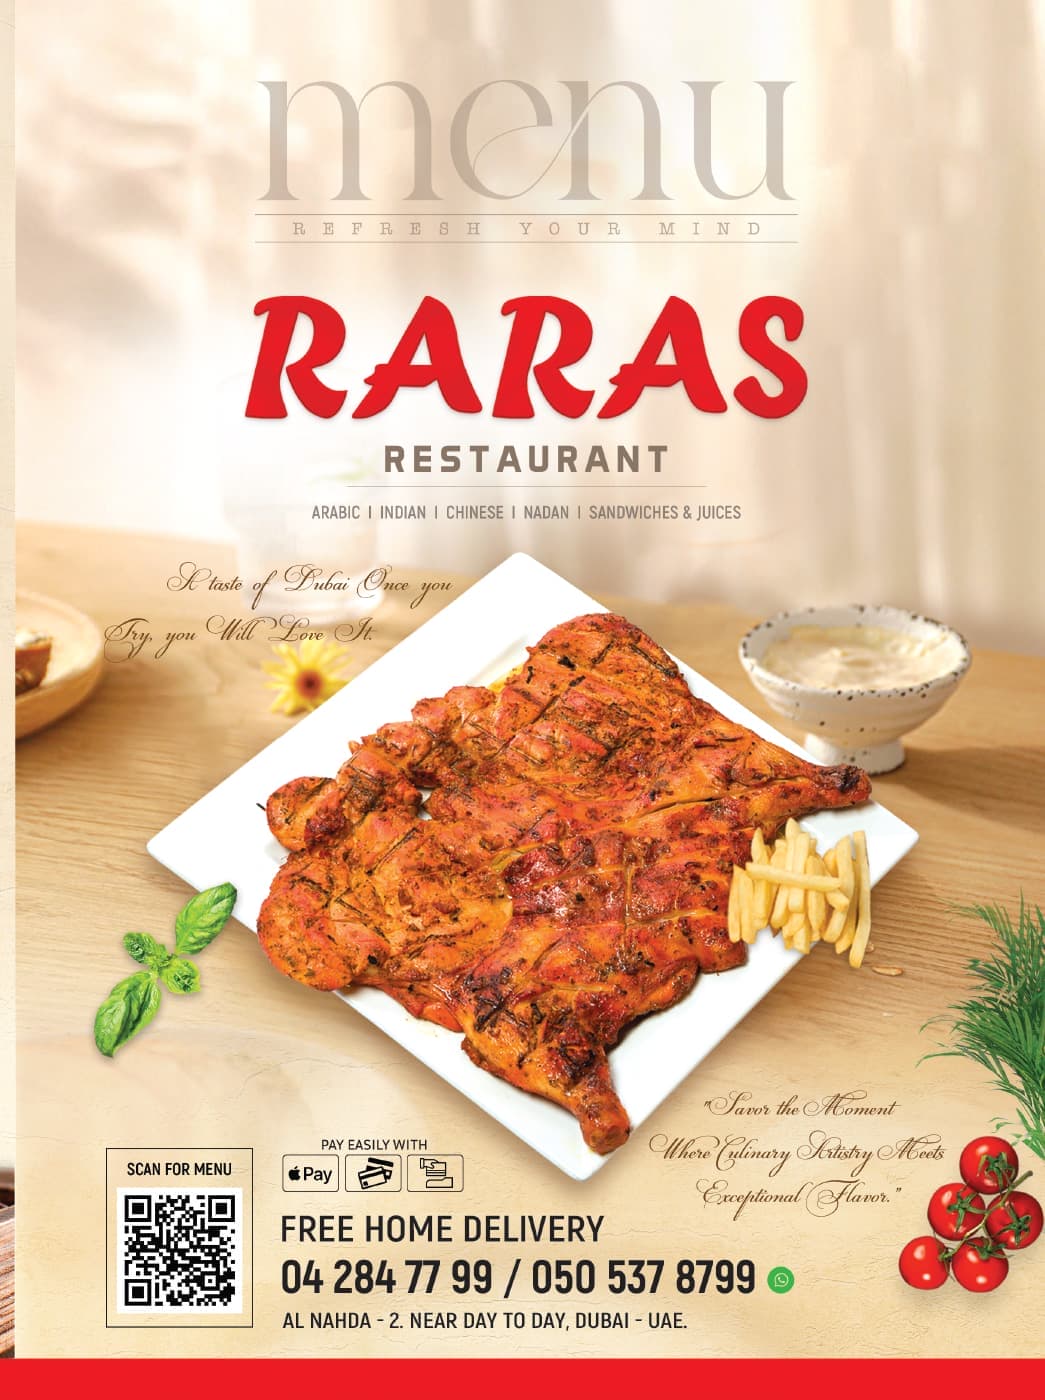 menu
REFRESH YOUR MIND
RARAS
RESTAURANT
ARABIC I INDIAN I CHINESE I NADAN I SANDWICHES & JUICES
A taste of Dubai Once you
Try, you Will Love It.
"Savor the Moment
Where Culinary Artistry Meets
Exceptional Flavor."
PAY EASILY WITH
Pay
SCAN FOR MENU
FREE HOME DELIVERY
04 284 77 99 / 050 537 8799
AL NAHDA - 2. NEAR DAY TO DAY, DUBAI - UAE.